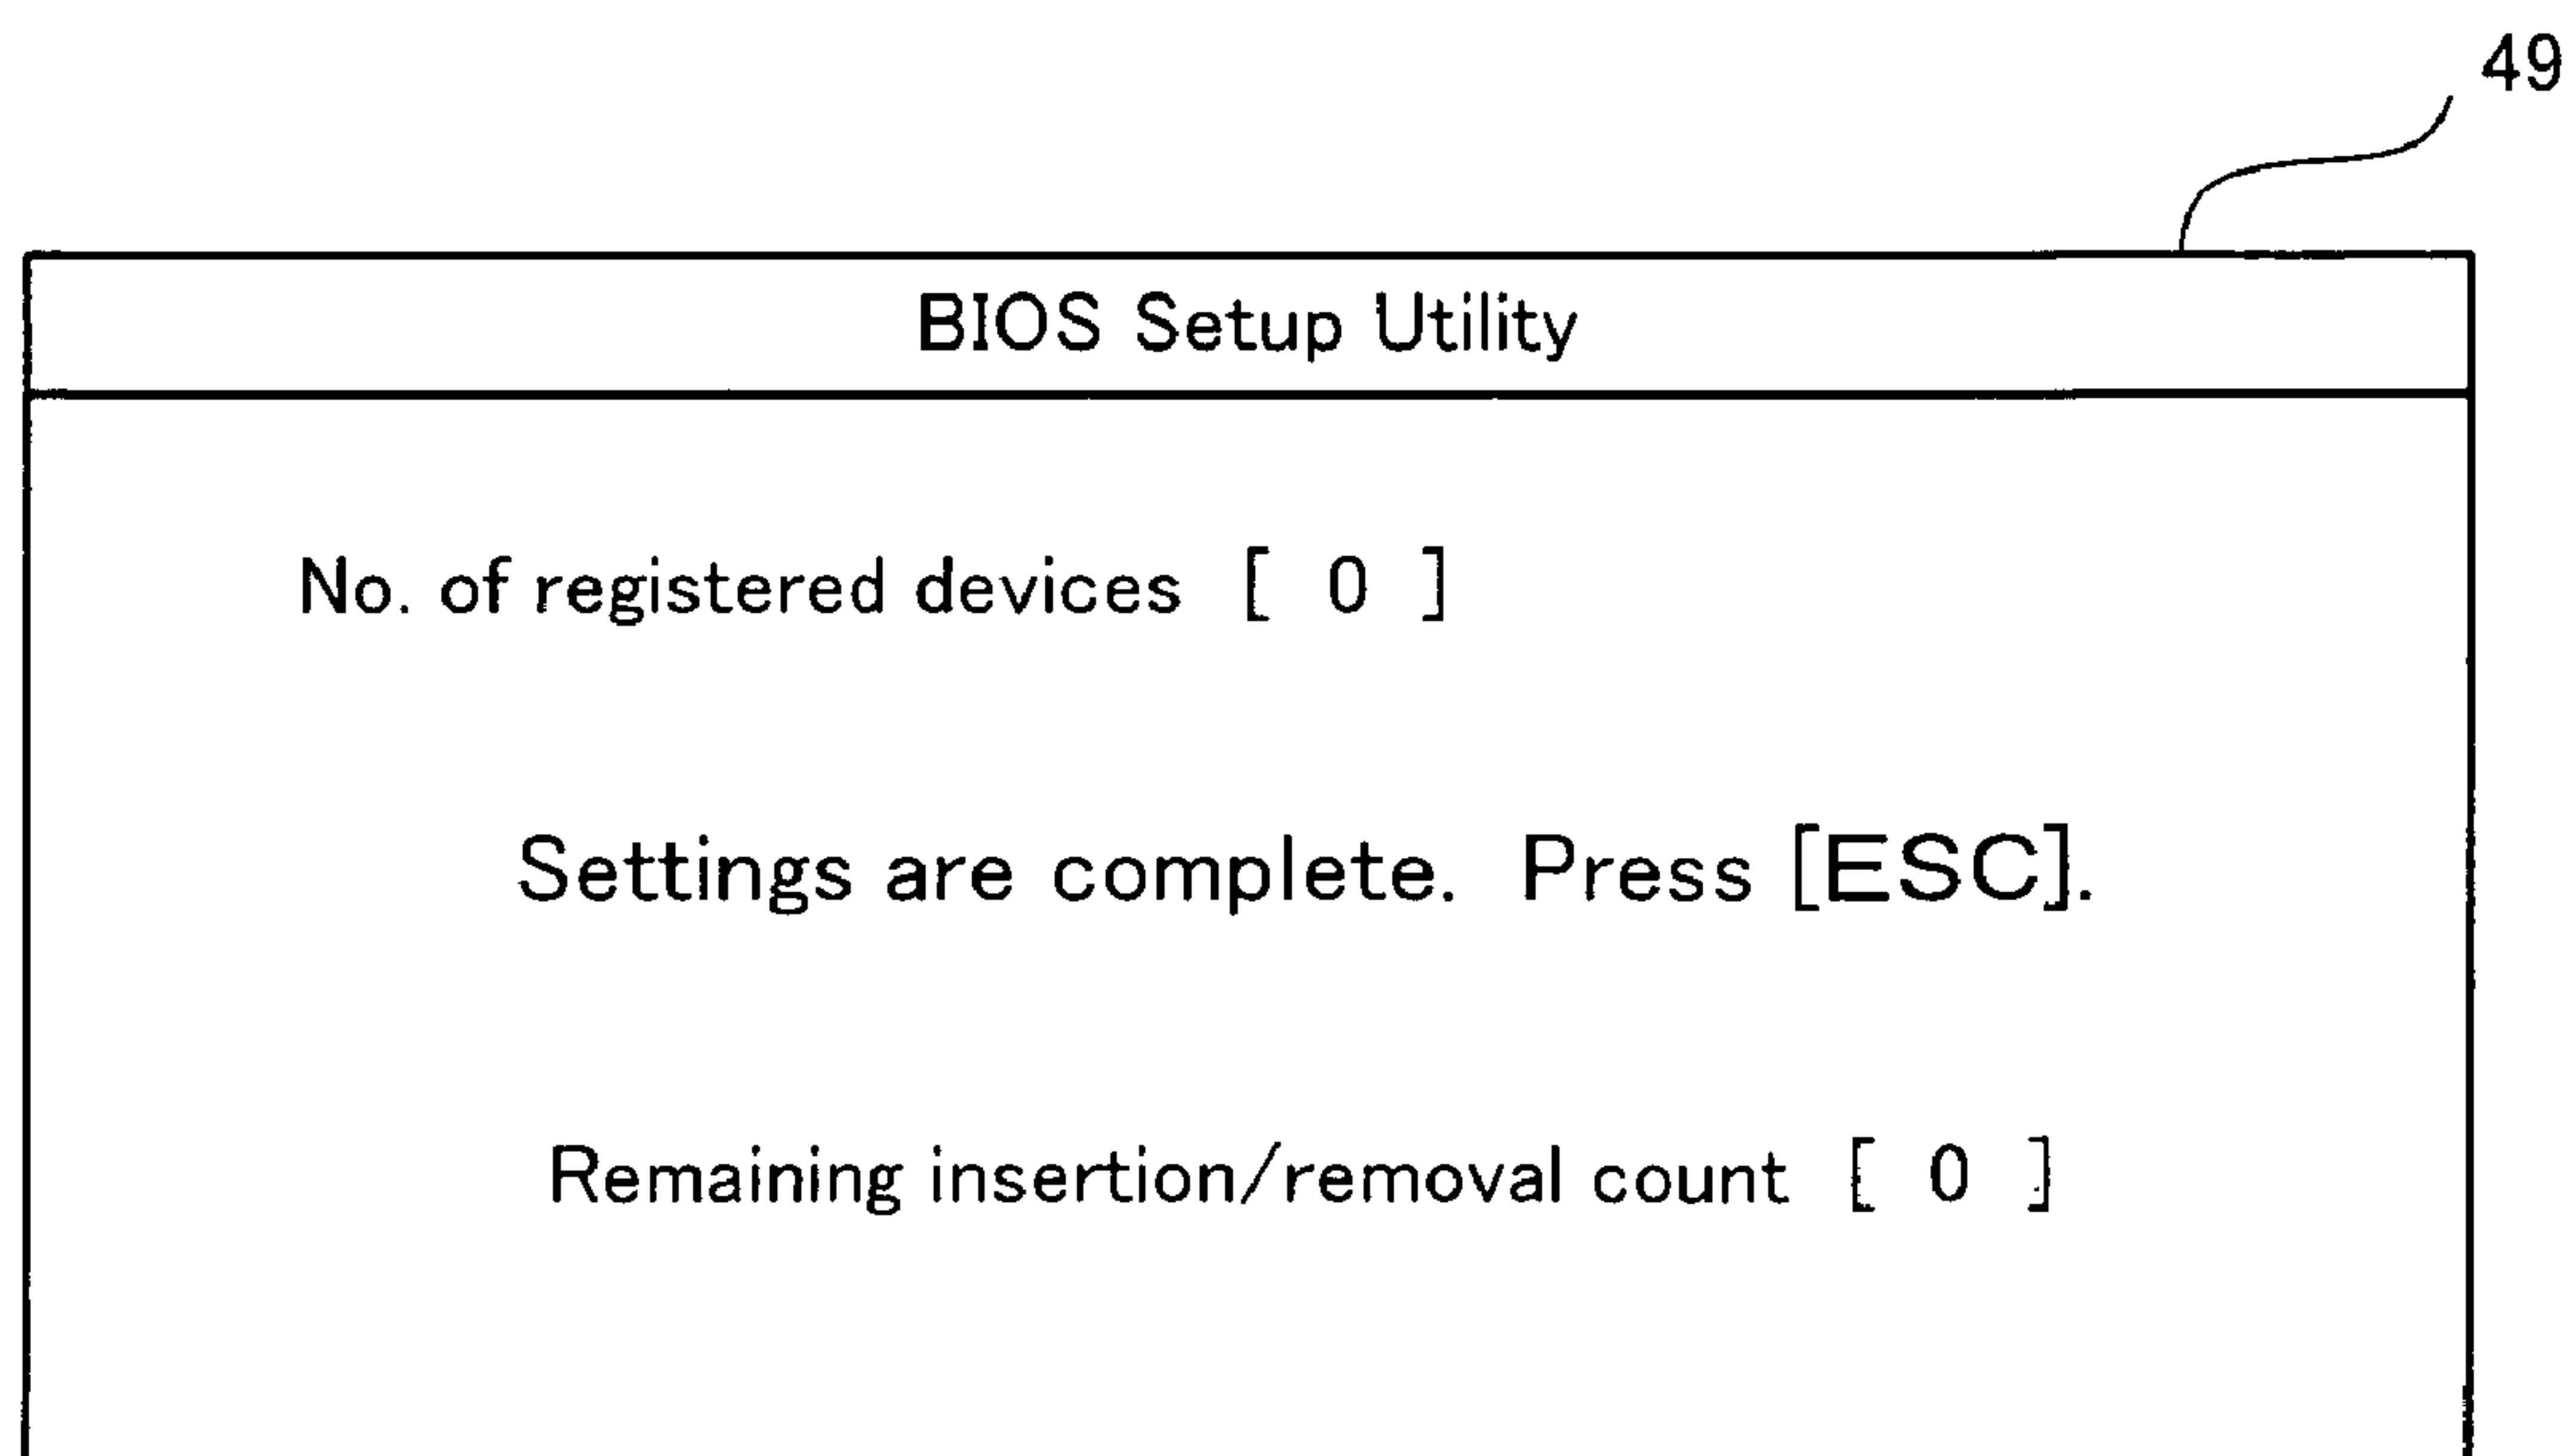 49
BIOS Setup Utility
No. of registered devices [ 0 ]
Settings are complete. Press [ESC].
Remaining insertion/removal count [ 0 ]